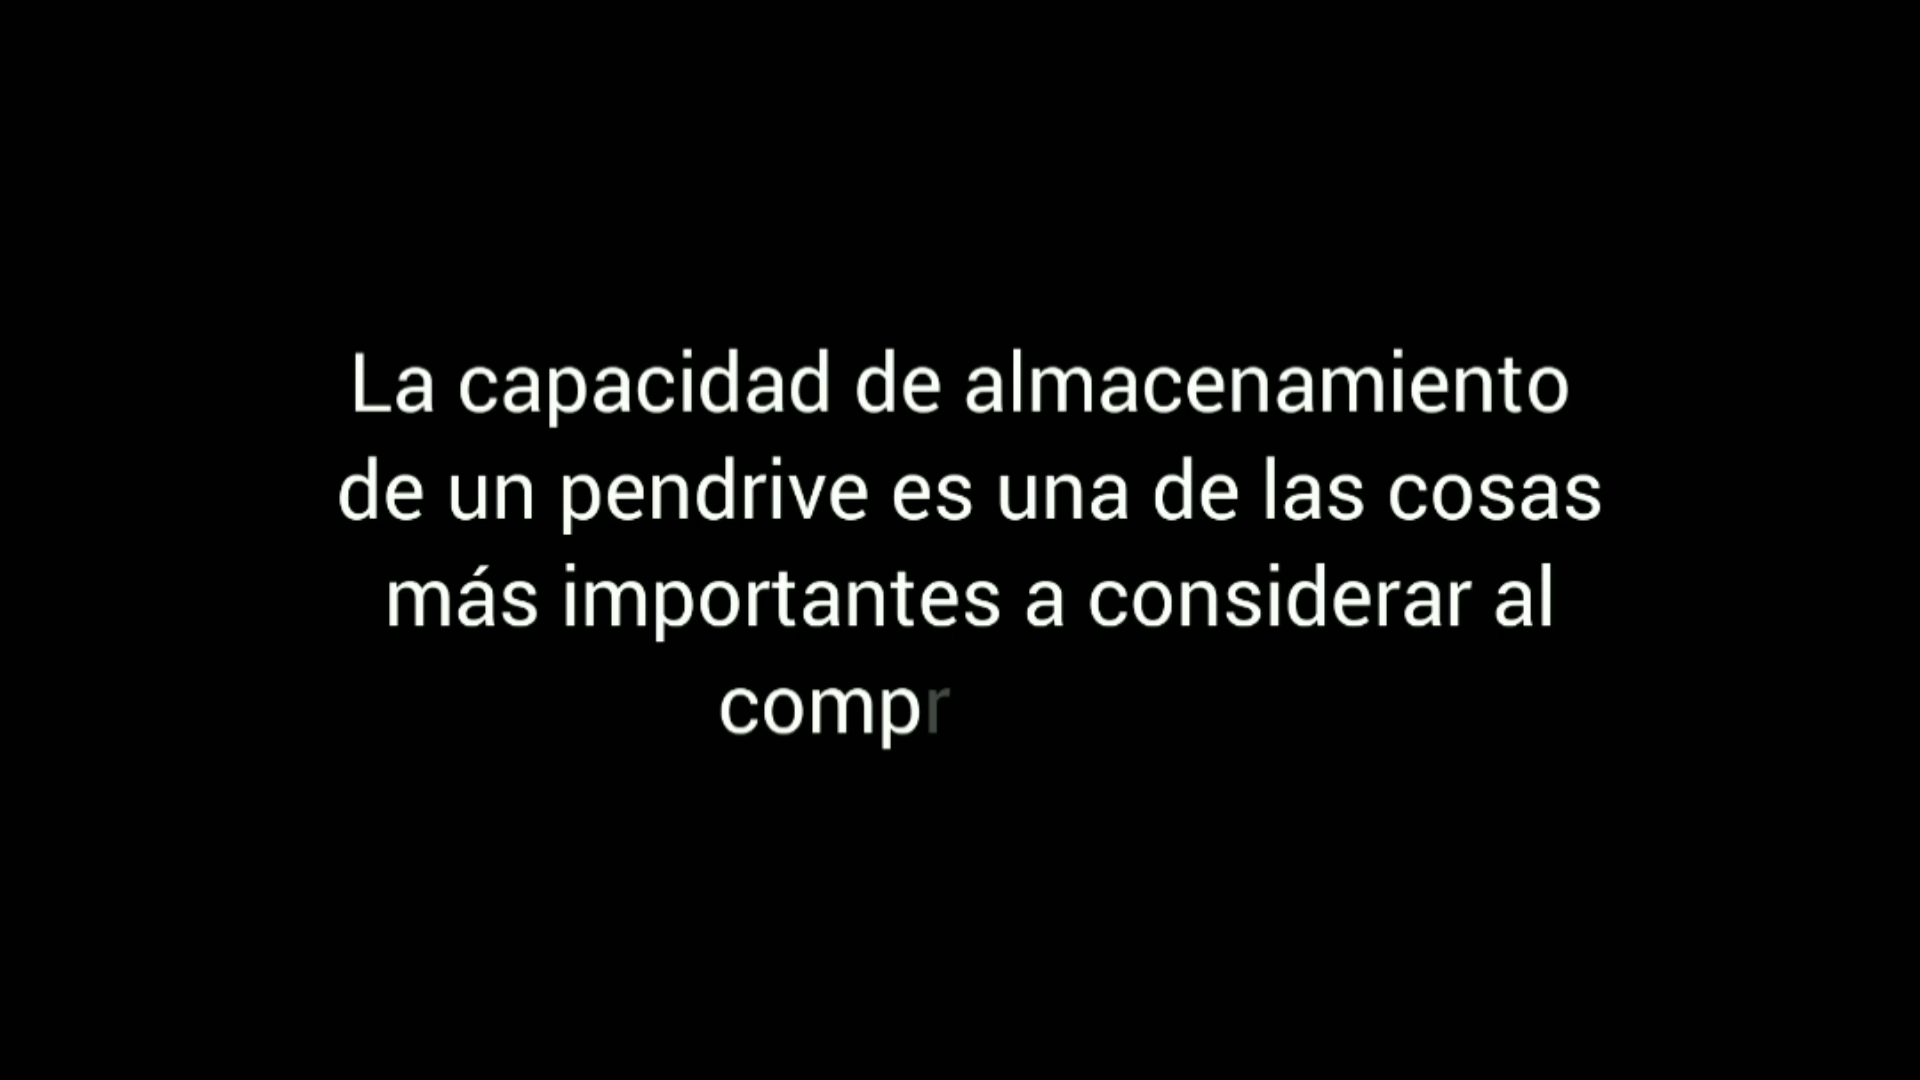 La capacidad de almacenamiento
de un pendrive es una de las cosas
más importantes a considerar al
compr